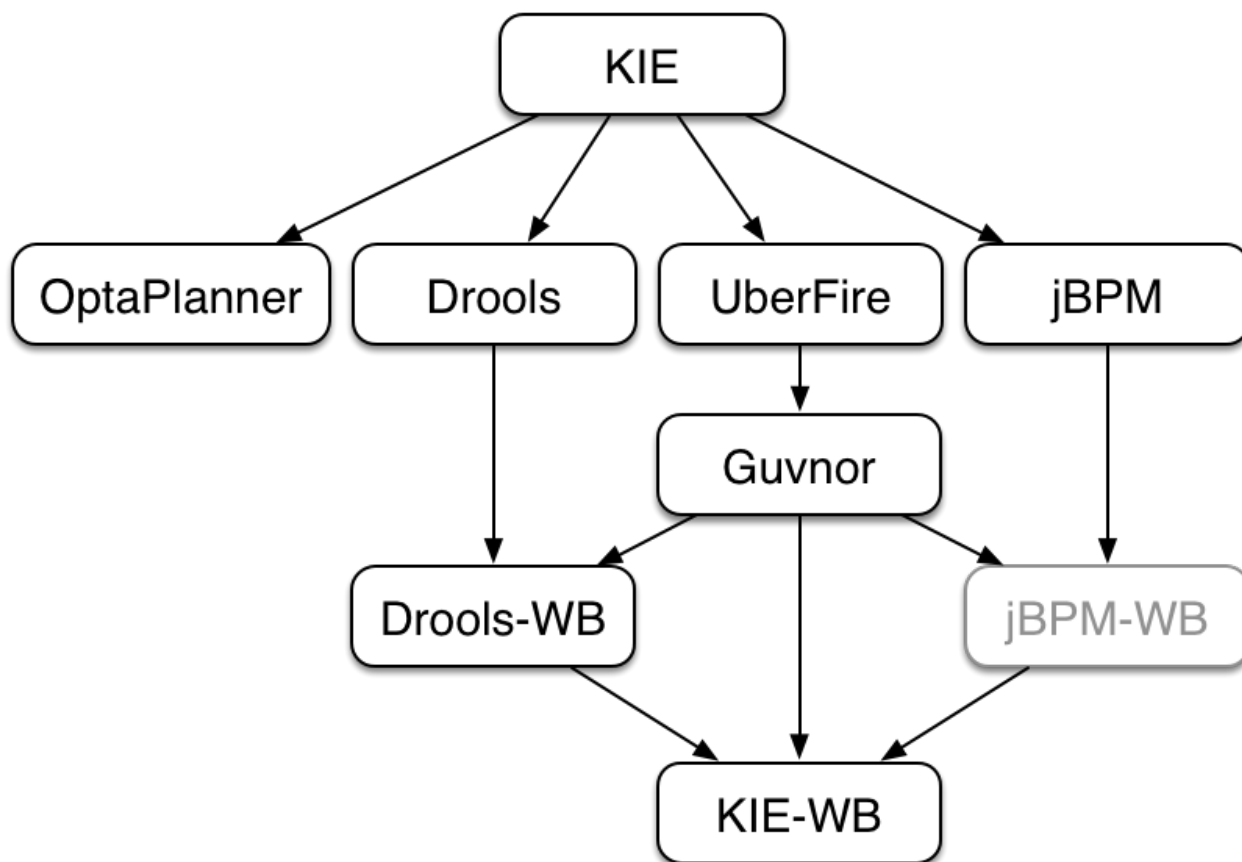 KIE
OptaPlanner
Drools
UberFire
jBPM
Guvnor
Drools-WB
jBPM-WB
KIE-WB